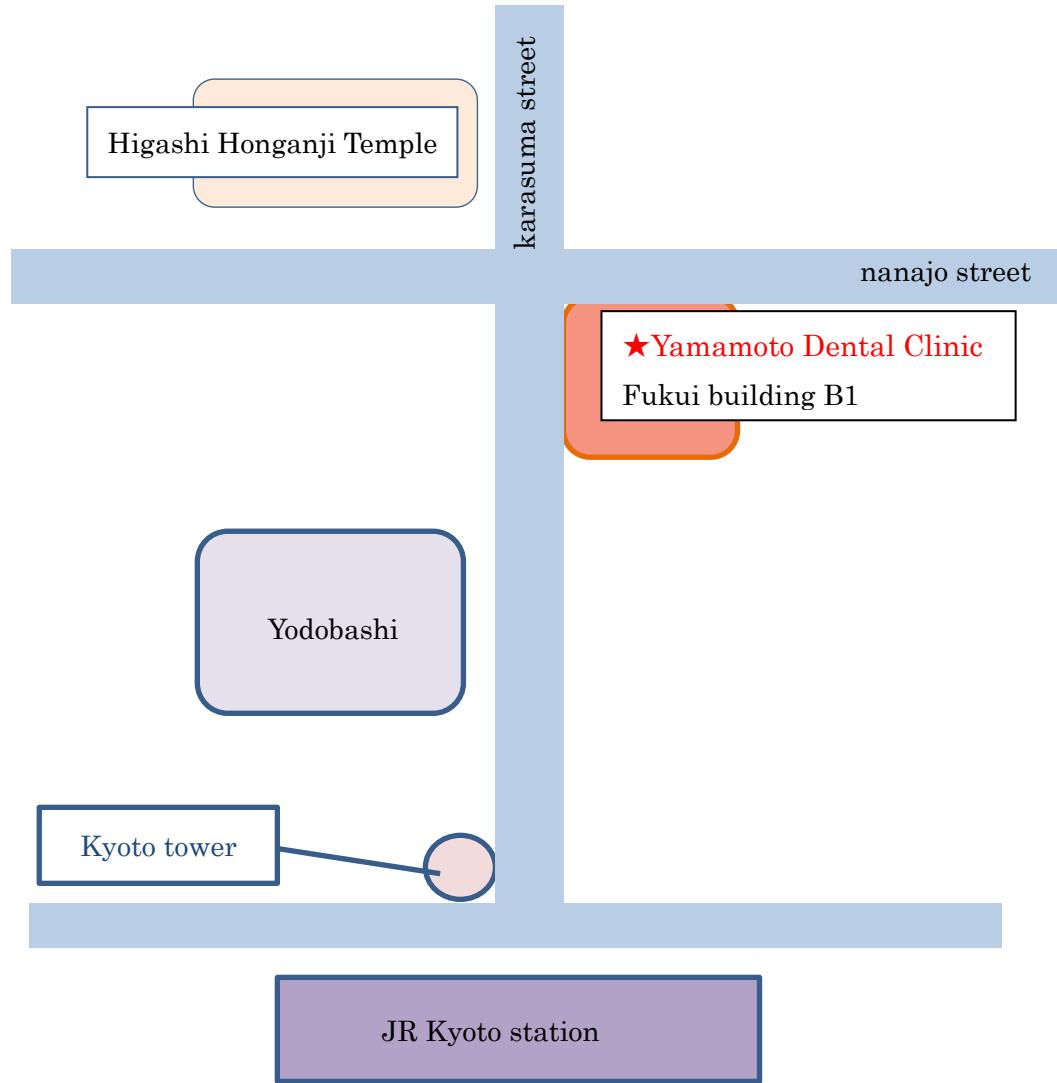 karasuma street
Higashi Honganji Temple
nanajo street
★Yamamoto Dental Clinic
Fukui building B1
Yodobashi
Kyoto tower
JR Kyoto station